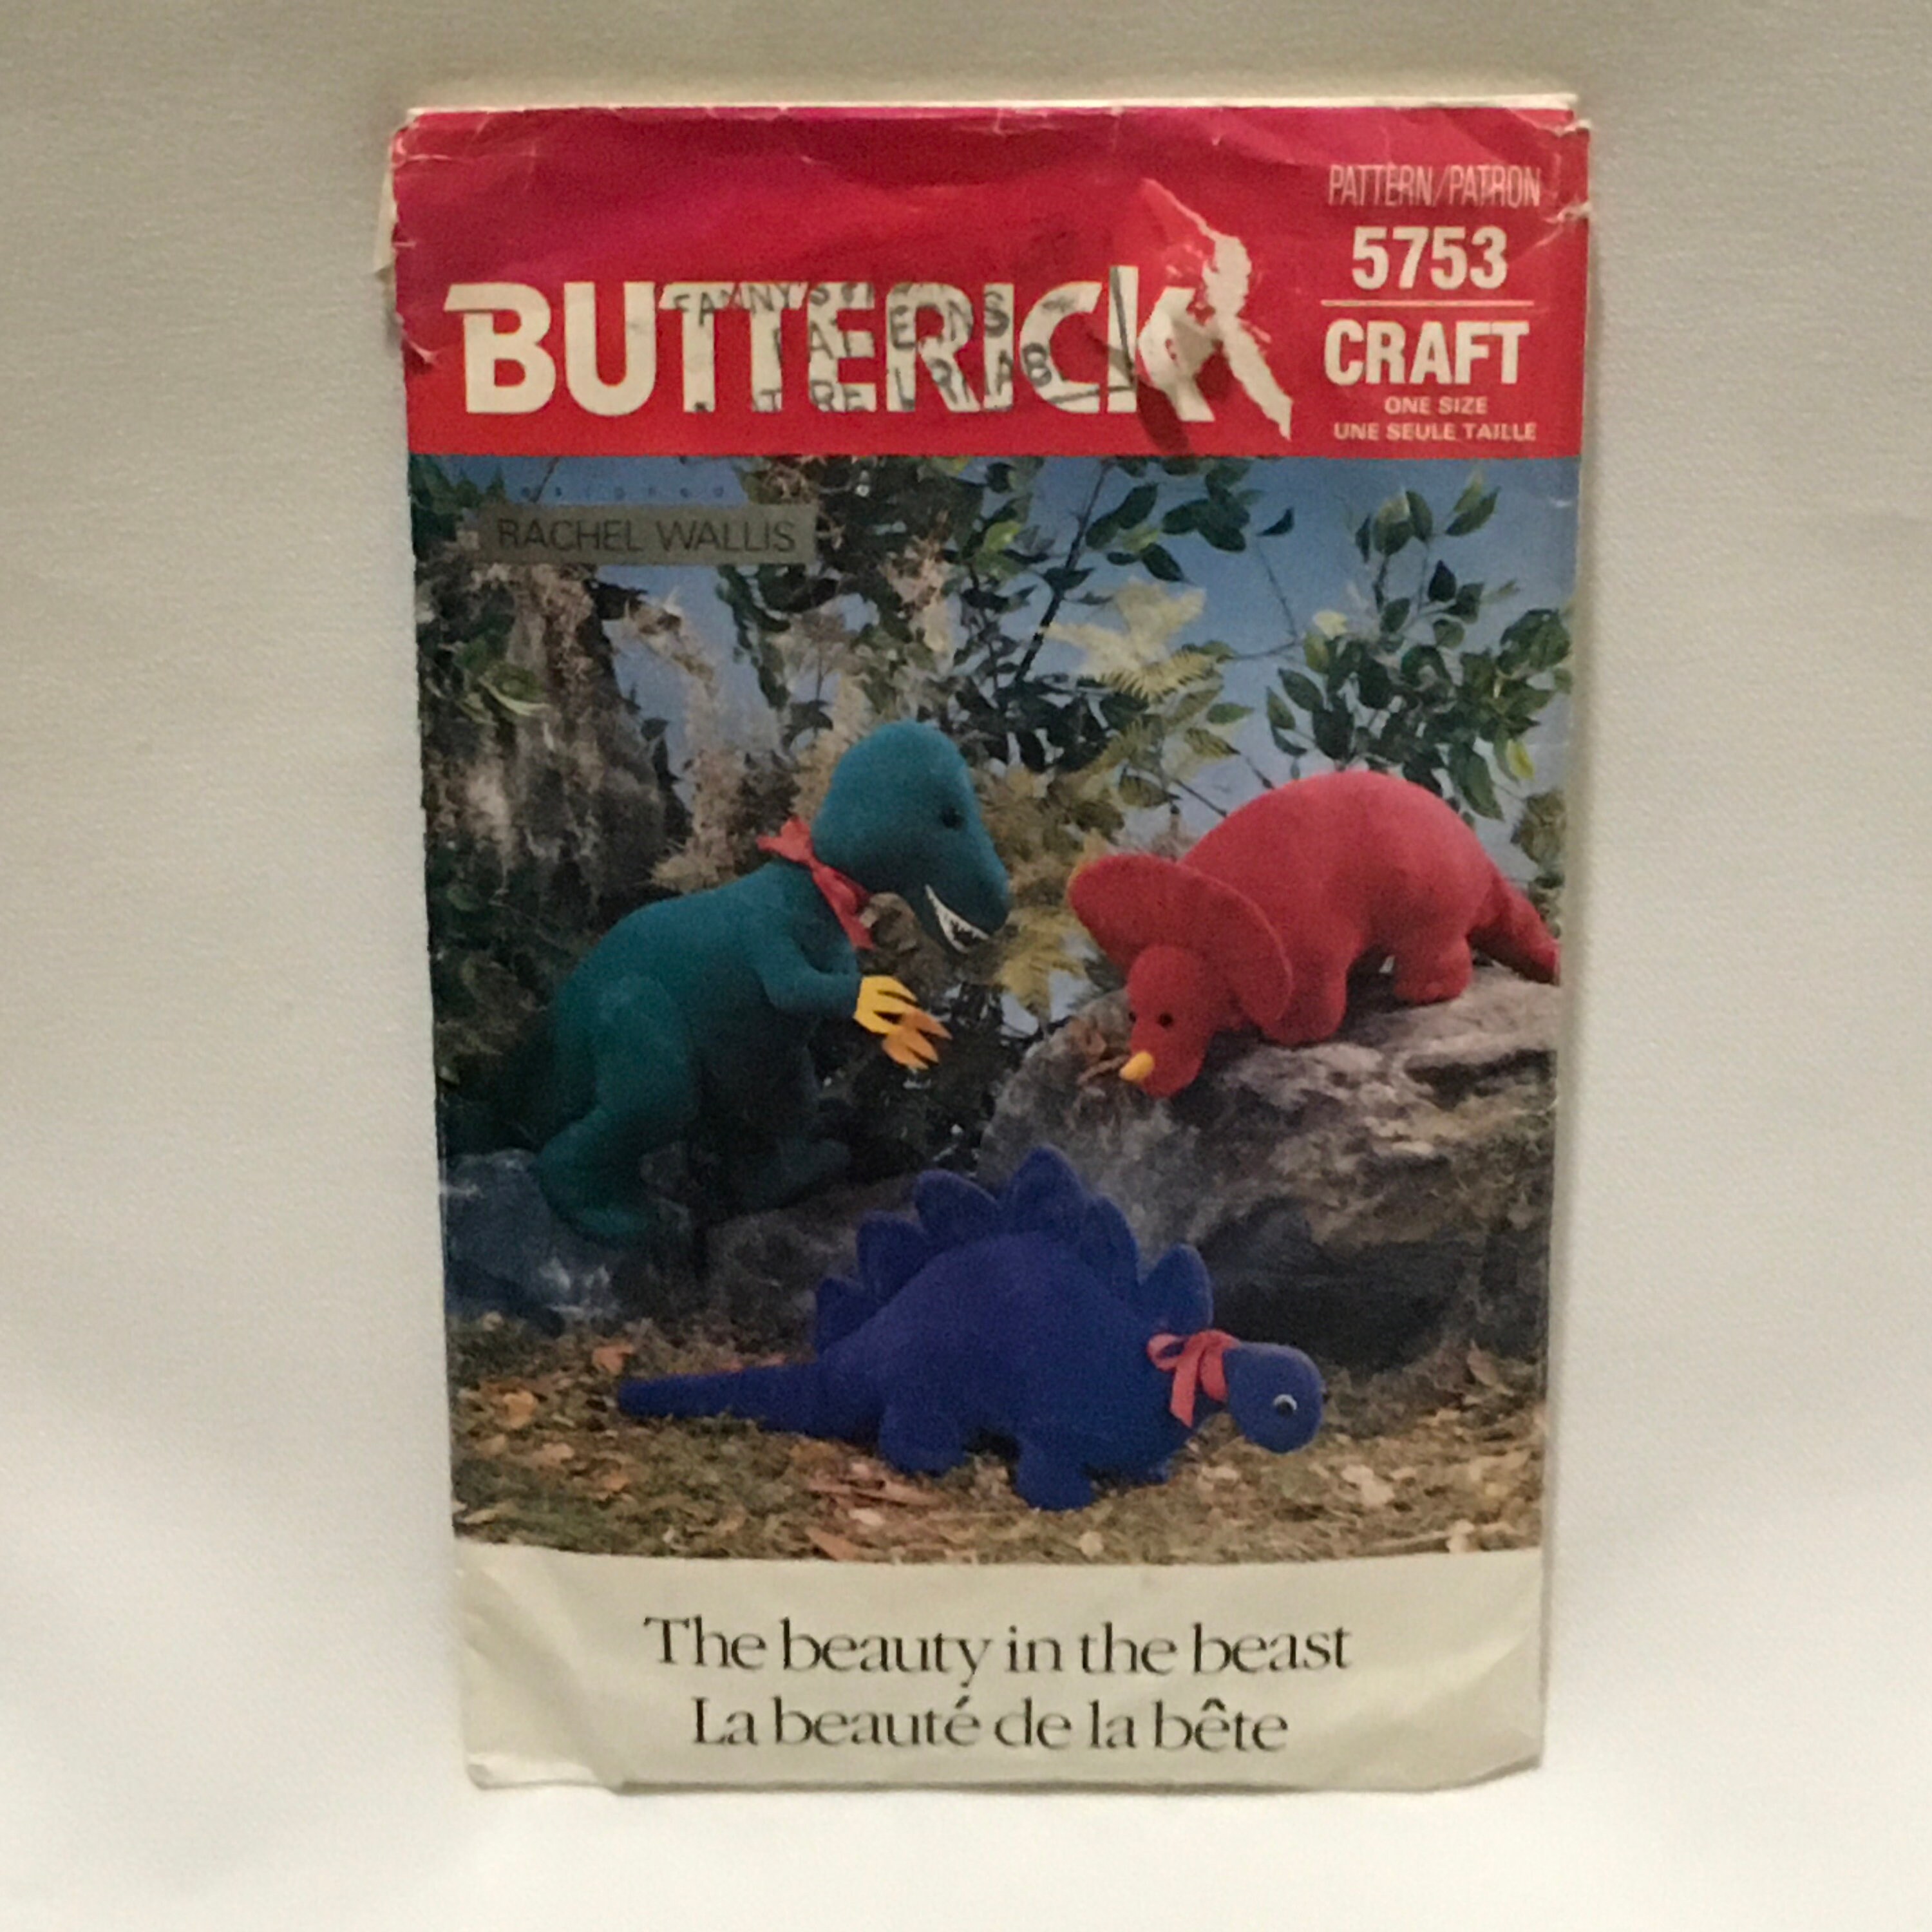 PATTERN/PATRON
5753
CRAFT
ONE SIZE
UNE SEULE TAILLE
BUTTERICK
FANNY'S
RACHEL WALLIS
The beauty in the beast
La beauté de la bête